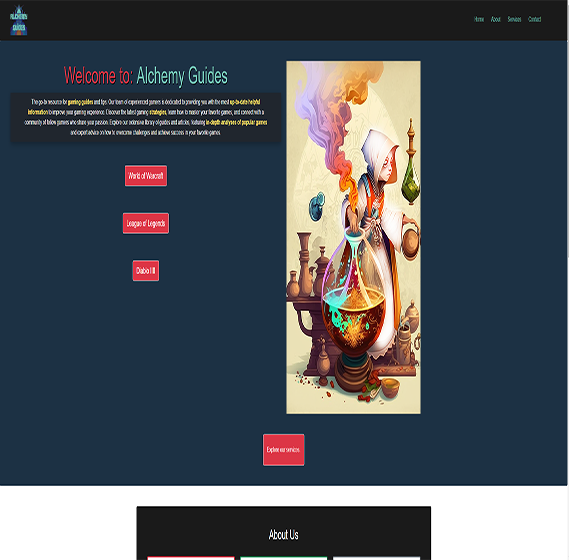 ALCHEMY
GUIDES
Home About Services Contact
Welcome to: Alchemy Guides
The go-to resource for gaming guides and tips. Our team of experienced gamers is dedicated to providing you with the most up-to-date helpful
information to improve your gaming experience. Discover the latest gaming strategies, learn how to master your favorite games, and connect with a
community of fellow gamers who share your passion. Explore our extensive library of guides and articles, featuring in-depth analyses of popular games
and expert advice on how to overcome challenges and achieve success in your favorite games.
World of Warcraft
League of Legends
Diablo I-III
Explore our services
About Us